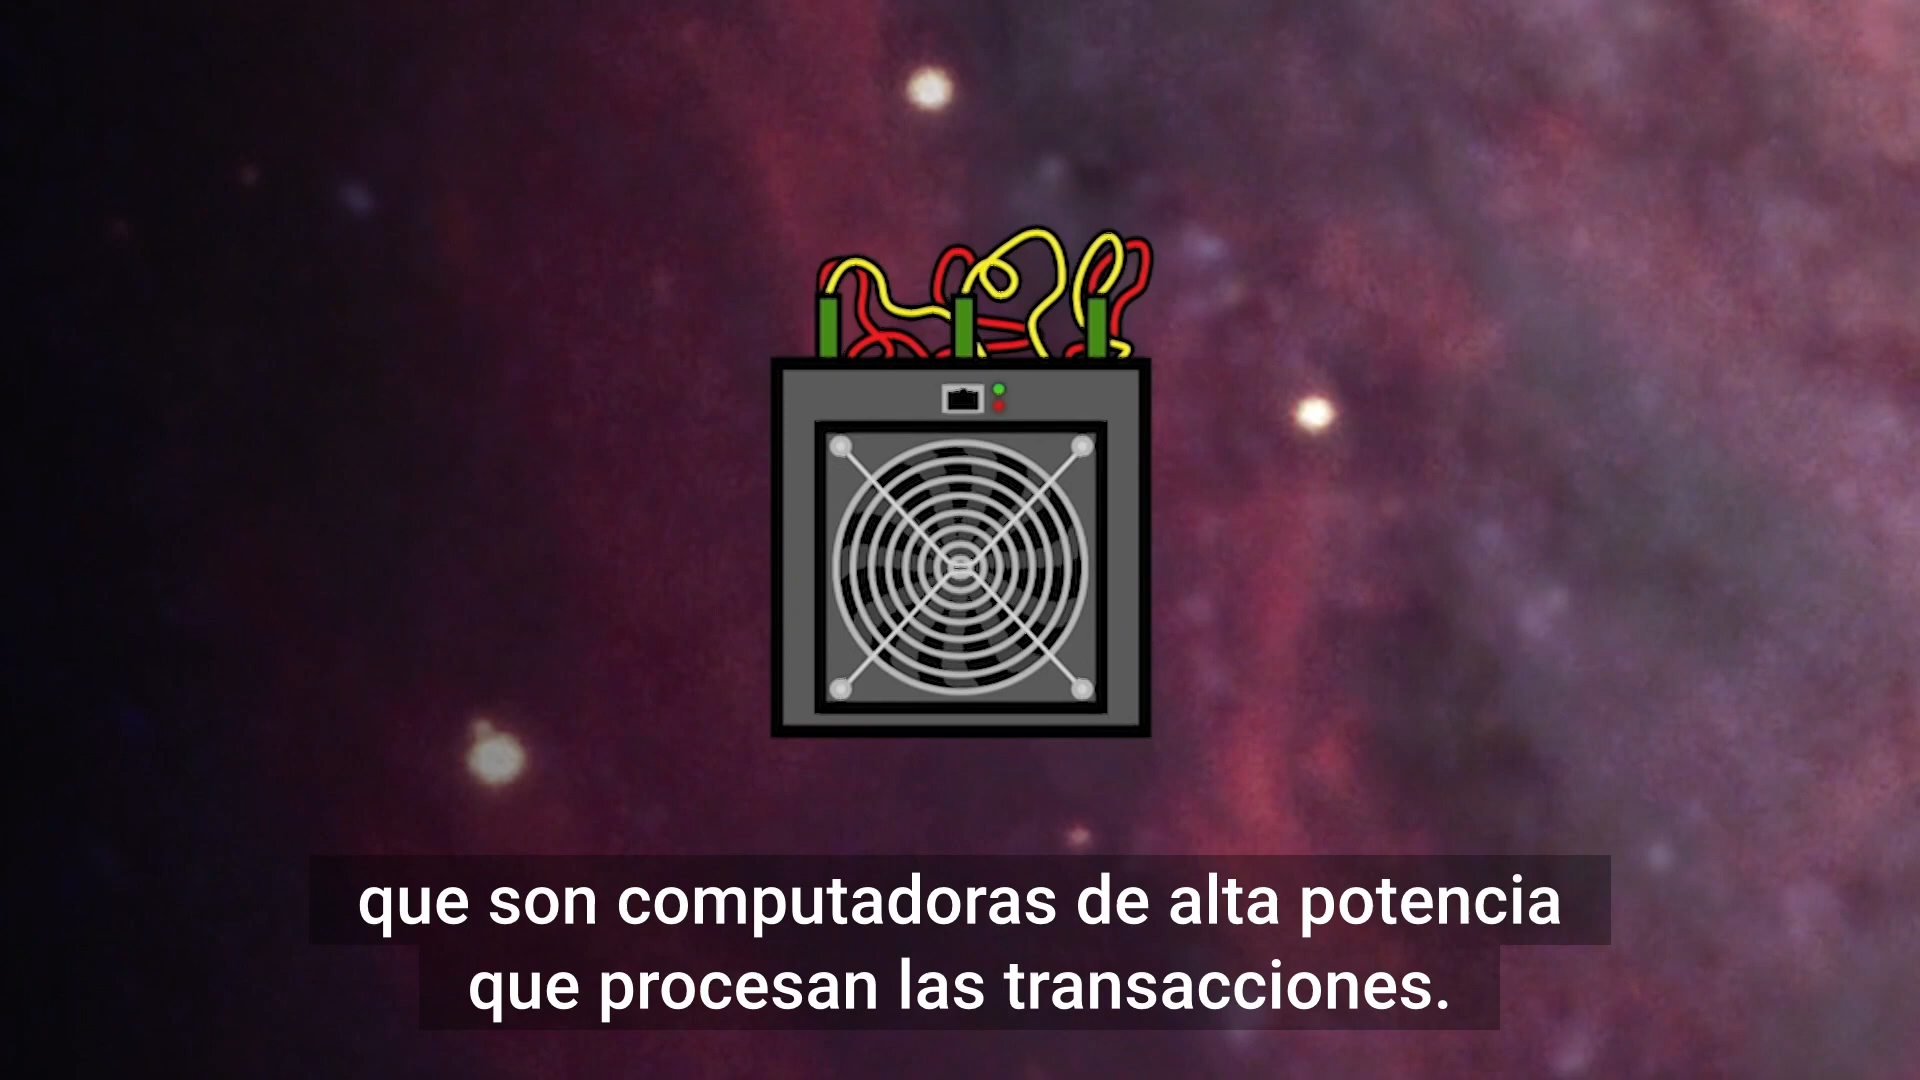 que son computadoras de alta potencia
que procesan las transacciones.